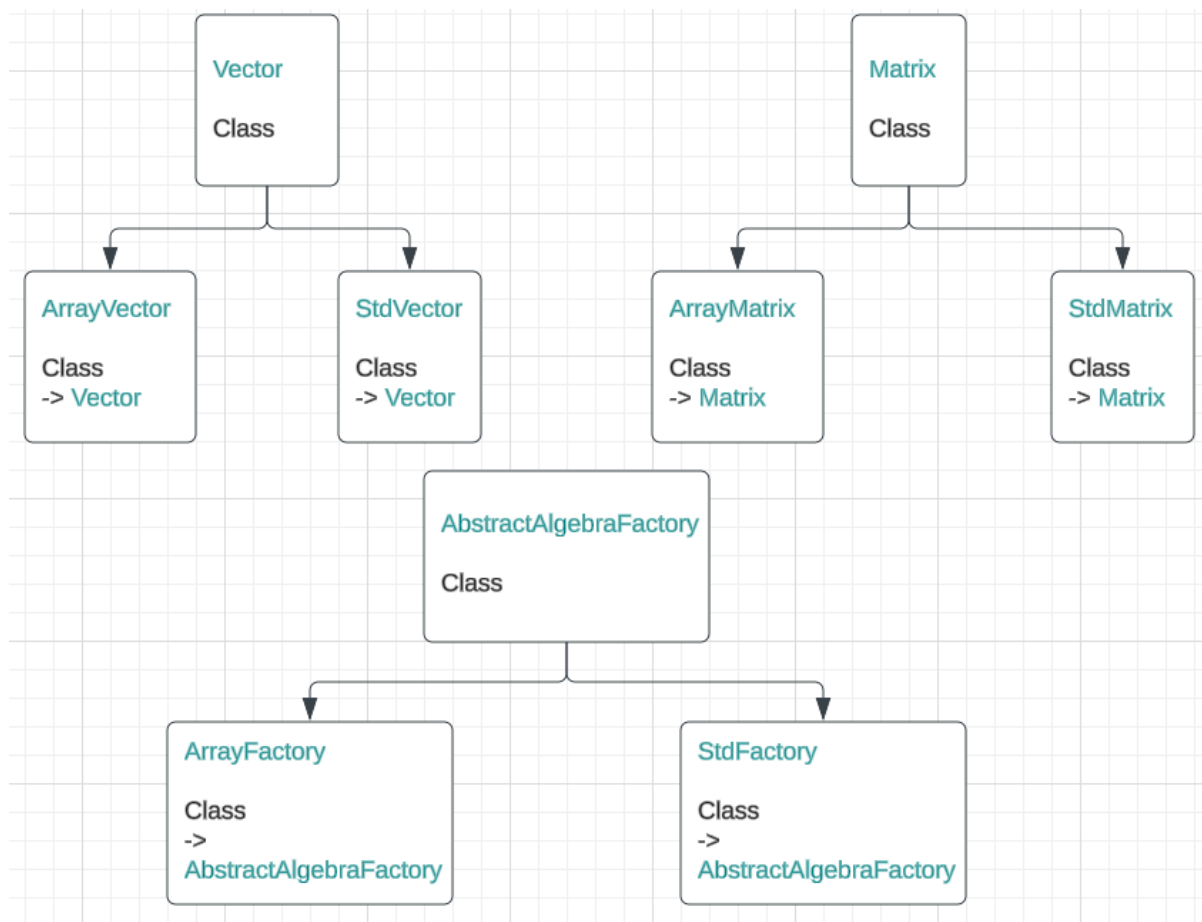 Vector
Class
Matrix
Class
ArrayVector
Class
-> Vector
StdVector
Class
-> Vector
ArrayMatrix
Class
-> Matrix
StdMatrix
Class
-> Matrix
AbstractAlgebraFactory
Class
ArrayFactory
Class
->
AbstractAlgebraFactory
StdFactory
Class
->
AbstractAlgebraFactory